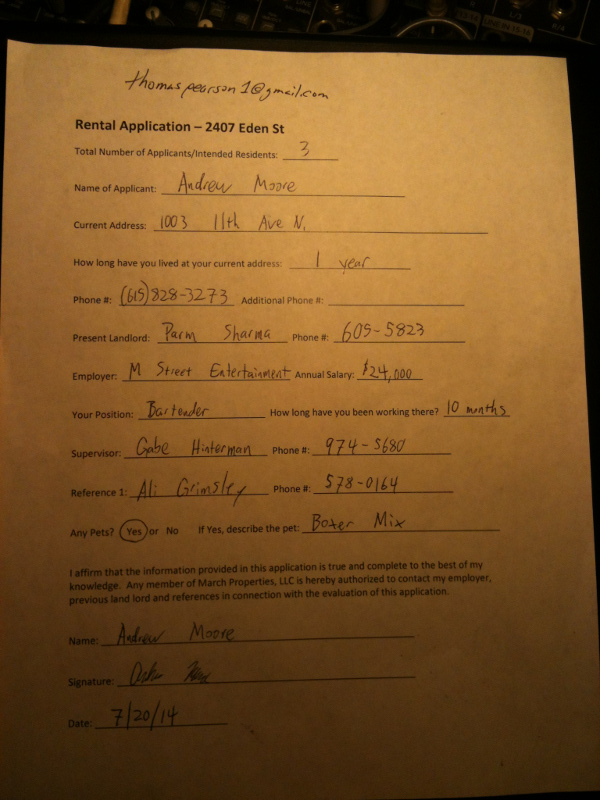 thomaspearson1@gmail.com
Rental Application – 2407 Eden St
Total Number of Applicants/Intended Residents: 3
Name of Applicant: Andrew Moore
Current Address: 1003 11th Ave N.
How long have you lived at your current address: 1 year
Phone #: (615)828-3273 Additional Phone #:
Present Landlord: Parm Sharma Phone #: 605-5823
Employer: M Street Entertainment Annual Salary: $24,000
Your Position: Bartender How long have you been working there? 10 months
Supervisor: Gabe Hinterman Phone #: 974-5680
Reference 1: Ali Grimsley Phone #: 578-0164
Any Pets? Yes or No If Yes, describe the pet: Boxer Mix
I affirm that the information provided in this application is true and complete to the best of my
knowledge. Any member of March Properties, LLC is hereby authorized to contact my employer,
previous land lord and references in connection with the evaluation of this application.
Name: Andrew Moore
Signature:
Date: 7/20/14